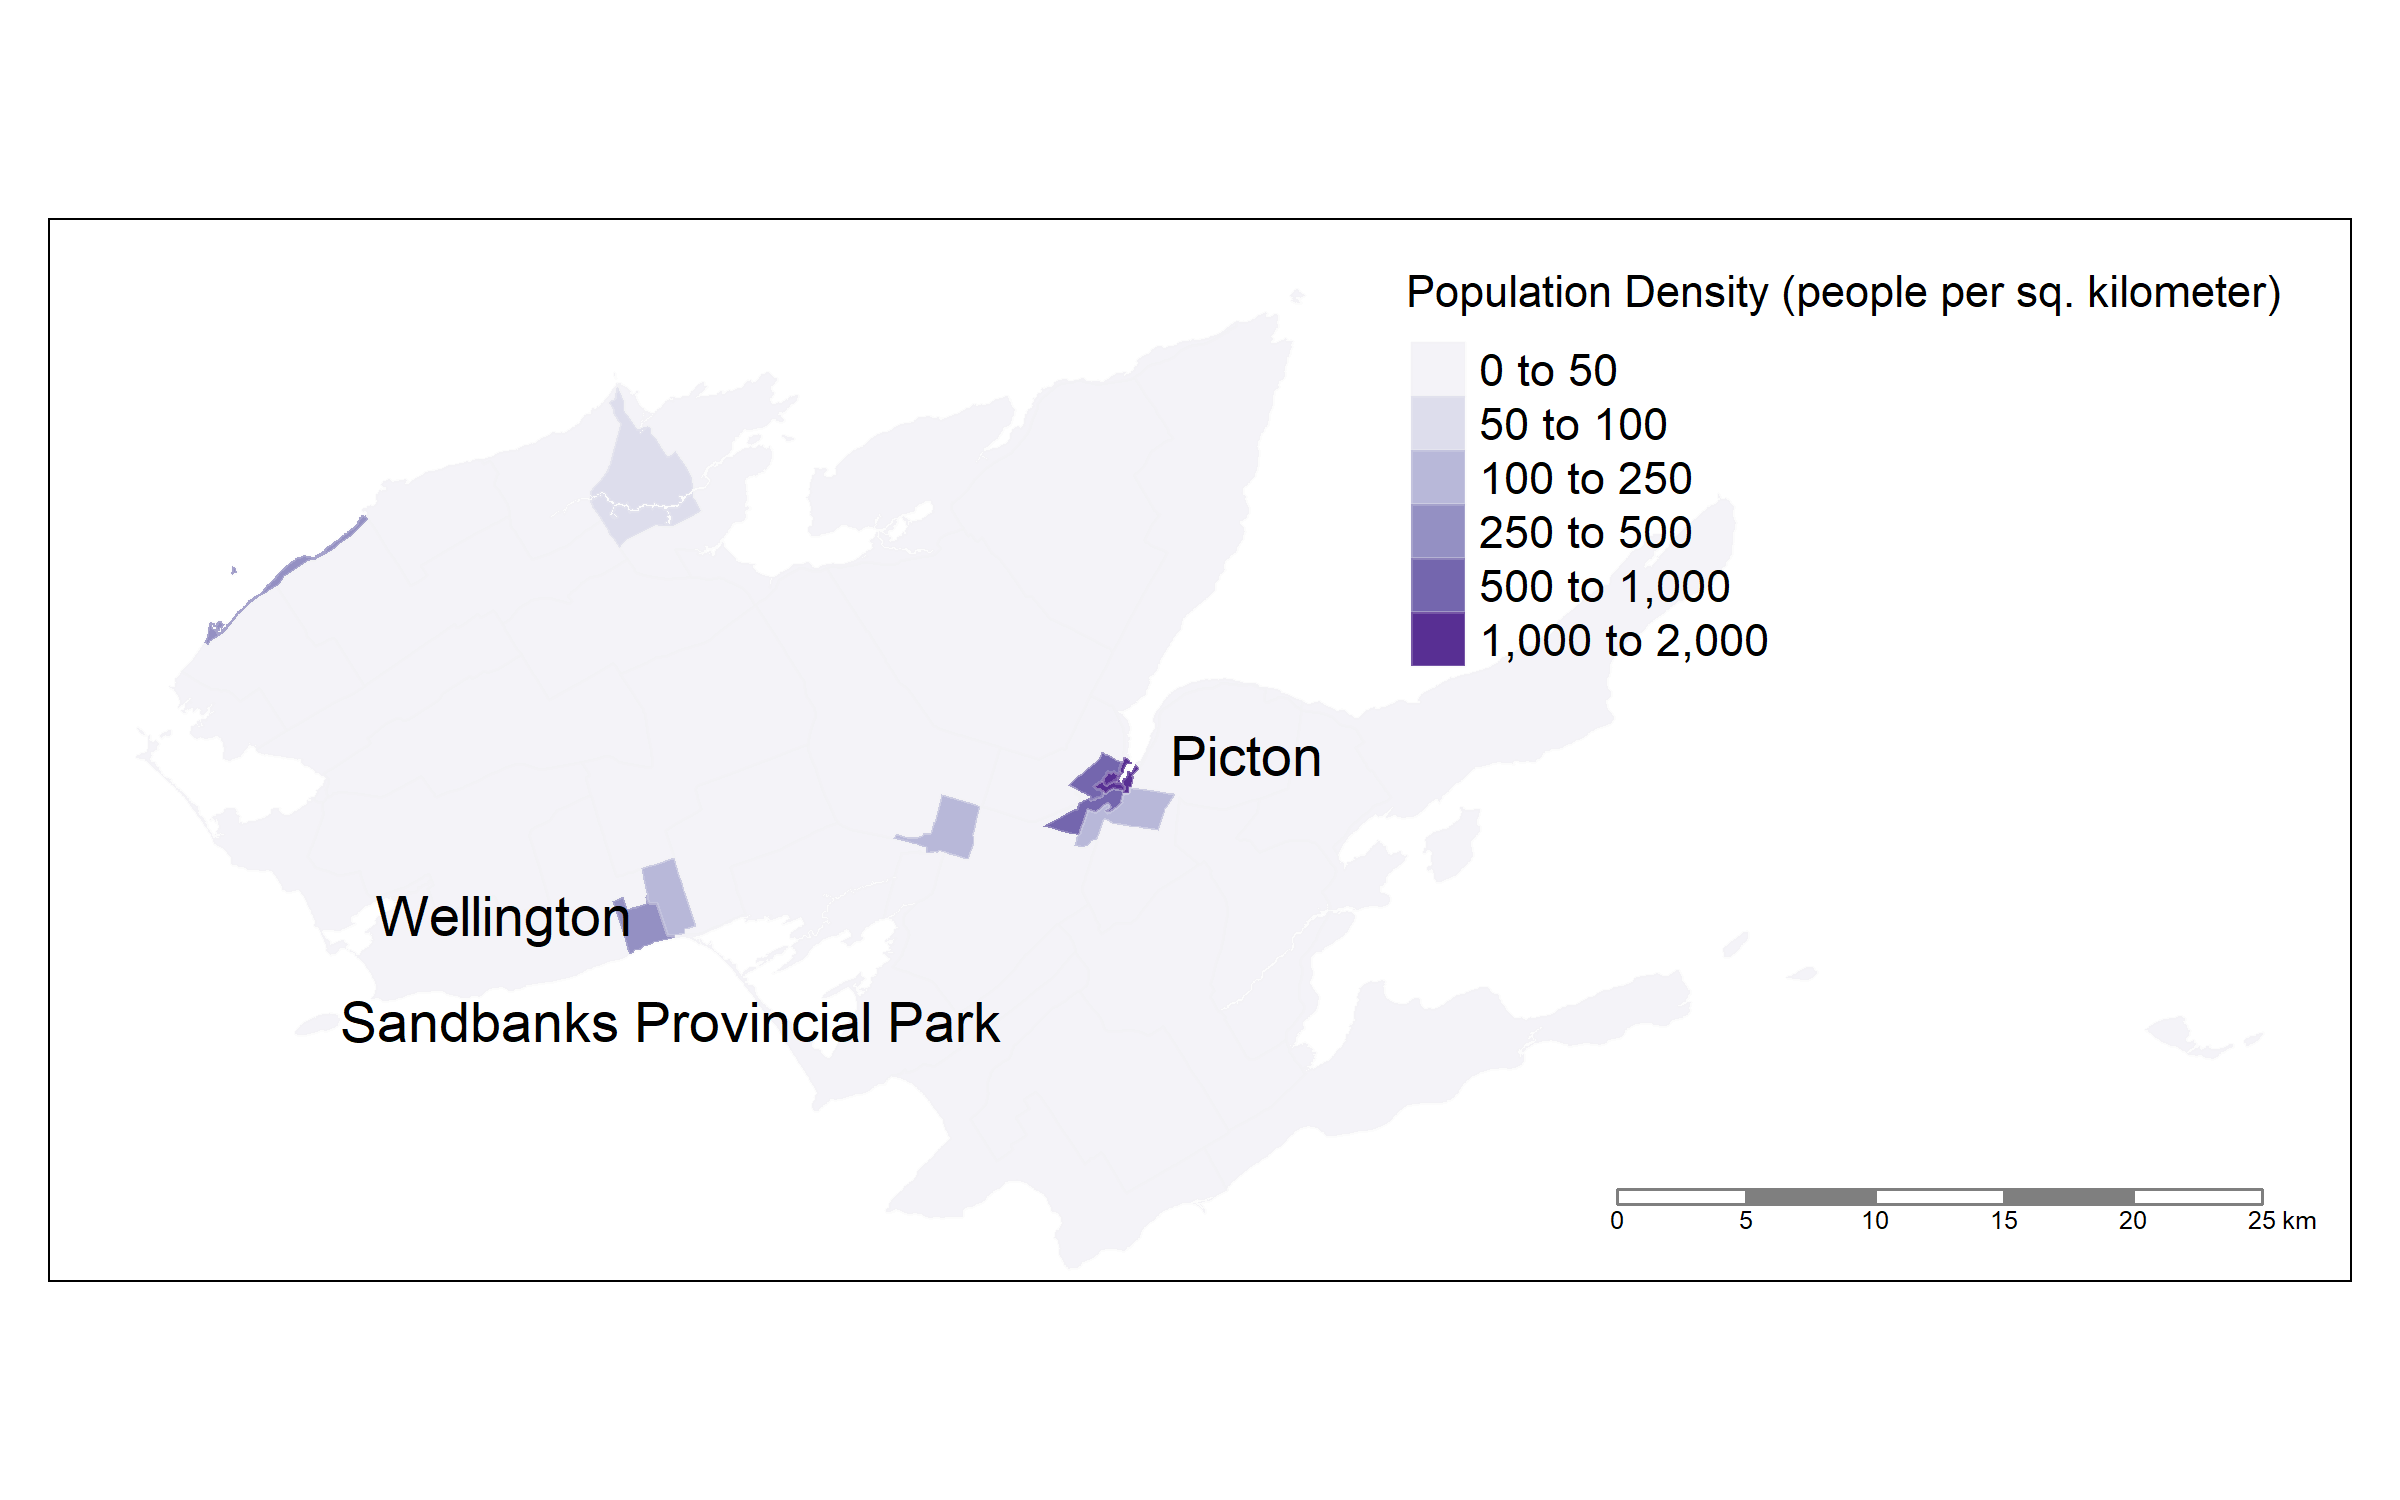 Population Density (people per sq. kilometer)
0 to 50
50 to 100
100 to 250
250 to 500
500 to 1,000
1,000 to 2,000
Picton
Wellington
Sandbanks Provincial Park
0 5 10 15 20 25 km